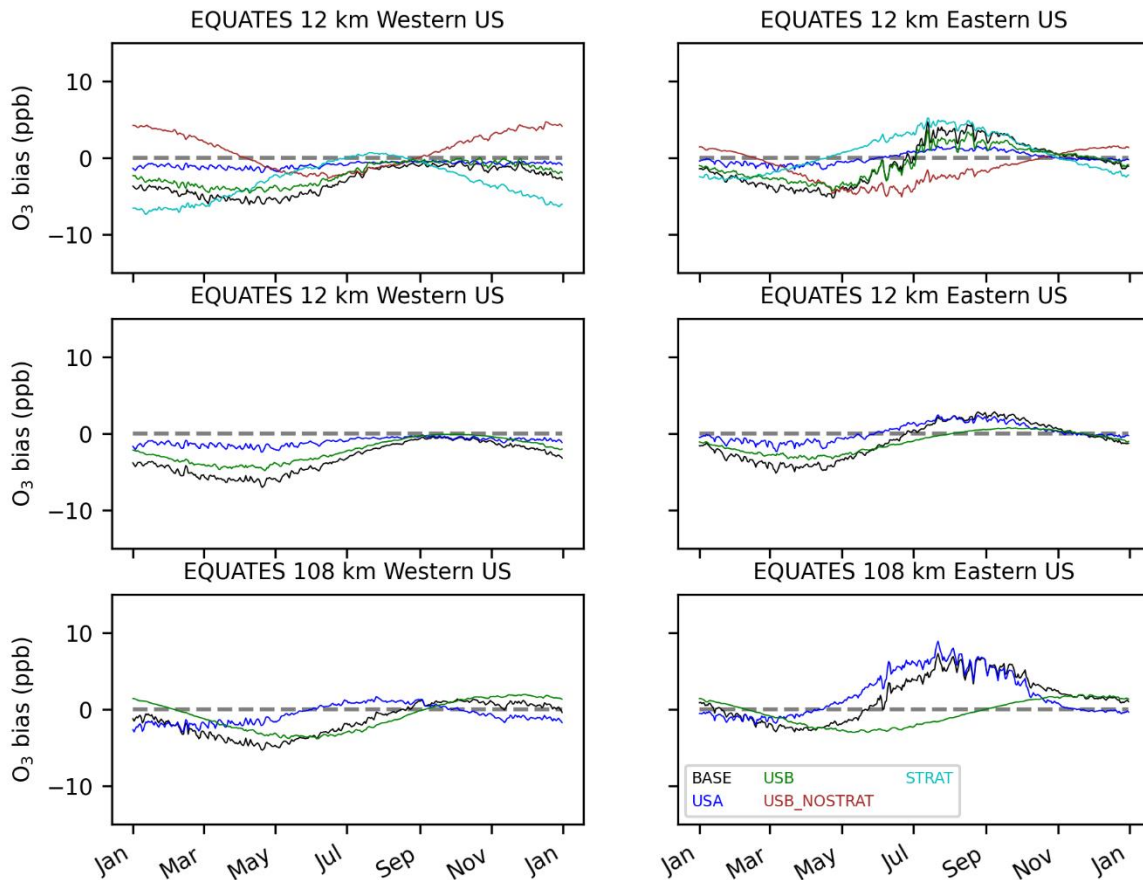 EQUATES 12 km Western US
EQUATES 12 km Eastern US
O₃ bias (ppb)
10
0
−10
EQUATES 12 km Western US
EQUATES 12 km Eastern US
O₃ bias (ppb)
10
0
−10
EQUATES 108 km Western US
EQUATES 108 km Eastern US
O₃ bias (ppb)
10
0
−10
BASE USB STRAT
USA USB_NOSTRAT
Jan Mar May Jul Sep Nov Jan
Jan Mar May Jul Sep Nov Jan